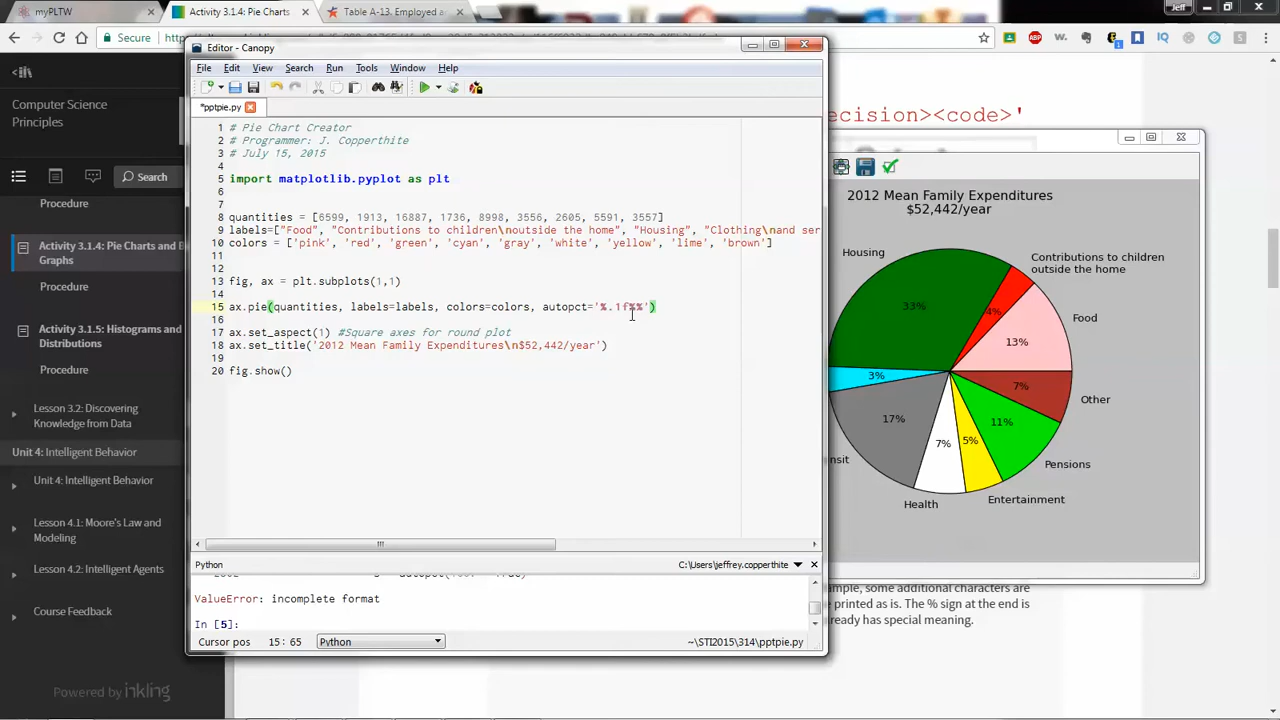 myPLTW
Activity 3.1.4: Pie Charts
Table A-13. Employed a
Jeff
Secure
Computer Science
Principles
Search
Procedure
Activity 3.1.4: Pie Charts and B
Graphs
Procedure
Activity 3.1.5: Histograms and
Distributions
Procedure
Lesson 3.2: Discovering
Knowledge from Data
Unit 4: Intelligent Behavior
Unit 4: Intelligent Behavior
Lesson 4.1: Moore's Law and
Modeling
Lesson 4.2: Intelligent Agents
Course Feedback
Powered by inkling
Editor - Canopy
File Edit View Search Run Tools Window Help
*pptpie.py
1 # Pie Chart Creator
2 # Programmer: J. Copperthite
3 # July 15, 2015
4
5 import matplotlib.pyplot as plt
6
7
8 quantities = [6599, 1913, 16887, 1736, 8998, 3556, 2605, 5591, 3557]
9 labels=["Food", "Contributions to children\noutside the home", "Housing", "Clothing\nand ser
10 colors = ['pink', 'red', 'green', 'cyan', 'gray', 'white', 'yellow', 'lime', 'brown']
11
12
13 fig, ax = plt.subplots(1,1)
14
15 ax.pie(quantities, labels=labels, colors=colors, autopct='%.1f%%')
16
17 ax.set_aspect(1) #Square axes for round plot
18 ax.set_title('2012 Mean Family Expenditures\n$52,442/year')
19
20 fig.show()
Python
C:\Users\jeffrey.copperthite
ValueError: incomplete format
In [5]:
Cursor pos 15: 65 Python ~\STI2015\314\pptpie.py
ecision><code>'
2012 Mean Family Expenditures
$52,442/year
Housing
Contributions to children
outside the home
Food
Other
Pensions
Entertainment
Health
nsit
33%
4%
13%
7%
11%
5%
7%
17%
3%
ample, some additional characters are
e printed as is. The % sign at the end is
lready has special meaning.